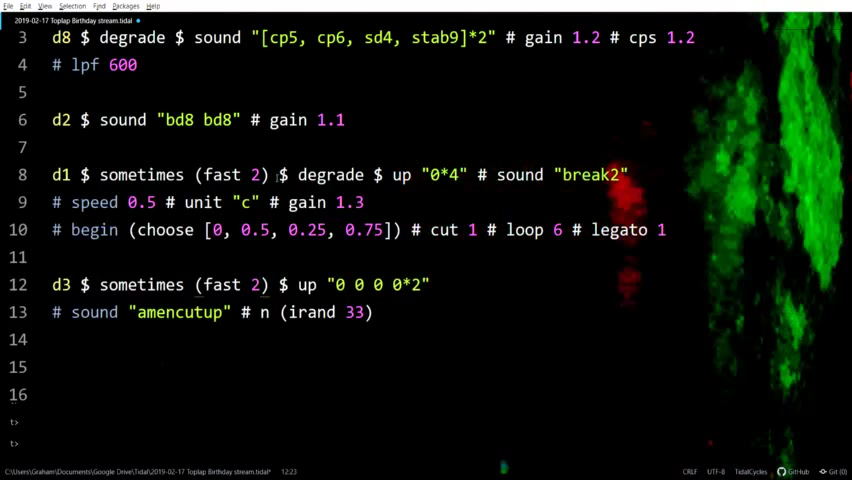 File Edit View Selection Find Packages Help
2019-02-17 Toplap Birthday stream.tidal
3 d8 $ degrade $ sound "[cp5, cp6, sd4, stab9]*2" # gain 1.2 # cps 1.2
4 # lpf 600
5
6 d2 $ sound "bd8 bd8" # gain 1.1
7
8 d1 $ sometimes (fast 2) $ degrade $ up "0*4" # sound "break2"
9 # speed 0.5 # unit "c" # gain 1.3
10 # begin (choose [0, 0.5, 0.25, 0.75]) # cut 1 # loop 6 # legato 1
11
12 d3 $ sometimes (fast 2) $ up "0 0 0 0*2"
13 # sound "amencutup" # n (irand 33)
14
15
16
t>
t>
C:\Users\Graham\Documents\Google Drive\Tidal\2019-02-17 Toplap Birthday stream.tidal* 12:23 CRLF UTF-8 TidalCycles GitHub Git (0)